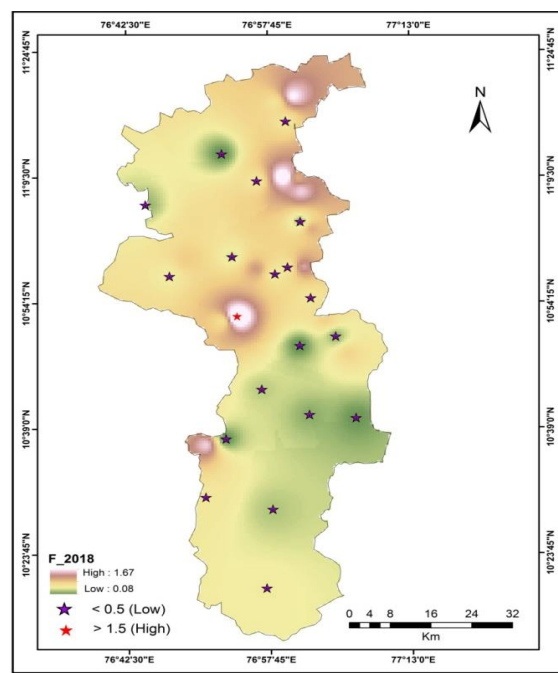 76°42'30"E 76°57'45"E 77°13'0"E
11°24'45"N 11°24'45"N
N
11°9'30"N 11°9'30"N
10°54'15"N 10°54'15"N
10°39'0"N 10°39'0"N
10°23'45"N 10°23'45"N
F_2018
High : 1.67
Low : 0.08
< 0.5 (Low)
> 1.5 (High)
0 2 4 8 16 24 32
Km
76°42'30"E 76°57'45"E 77°13'0"E